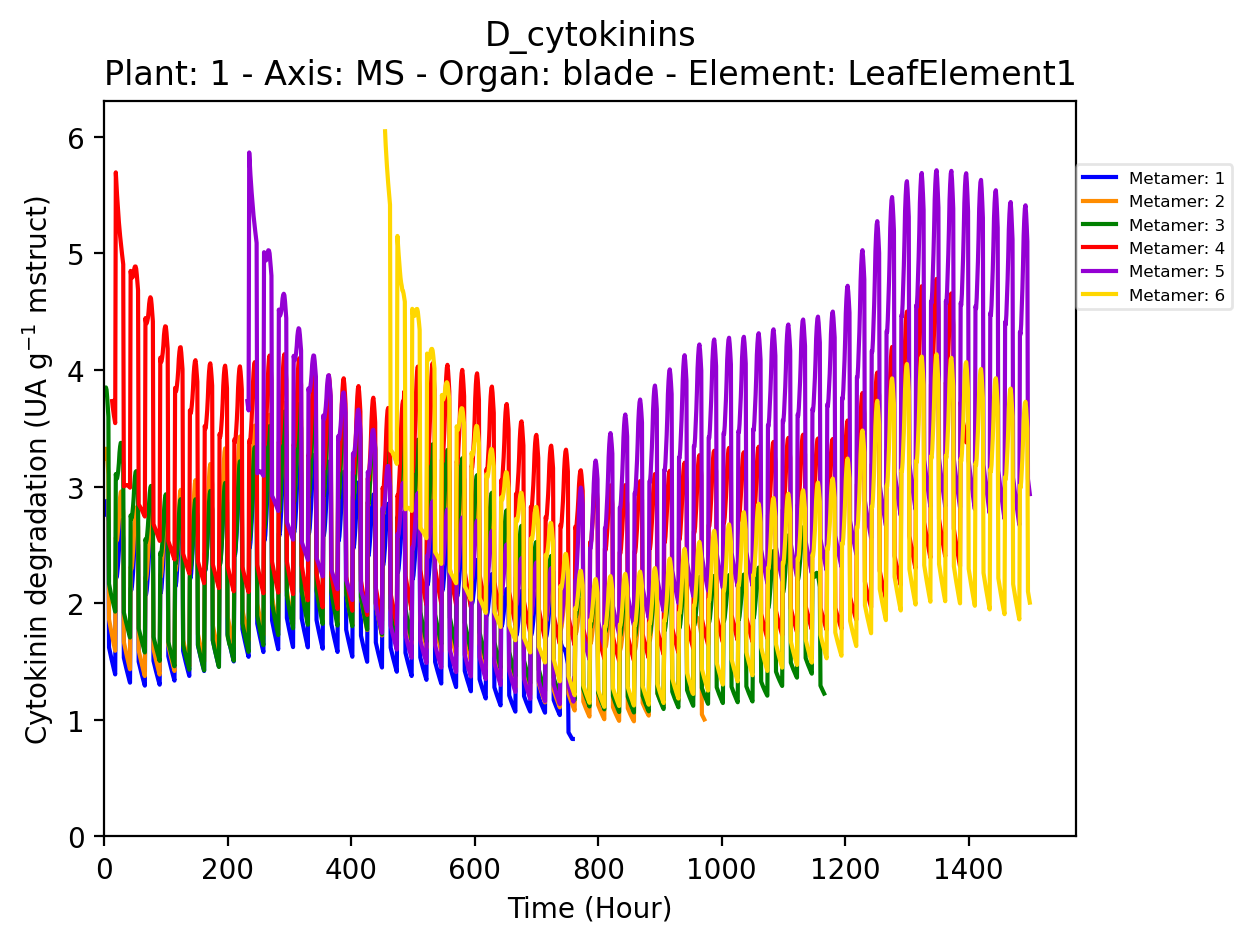 D_cytokinins
Plant: 1 - Axis: MS - Organ: blade - Element: LeafElement1
Cytokinin degradation (UA g⁻¹ mstruct)
6
5
4
3
2
1
0
0 200 400 600 800 1000 1200 1400
Time (Hour)
Metamer: 1
Metamer: 2
Metamer: 3
Metamer: 4
Metamer: 5
Metamer: 6